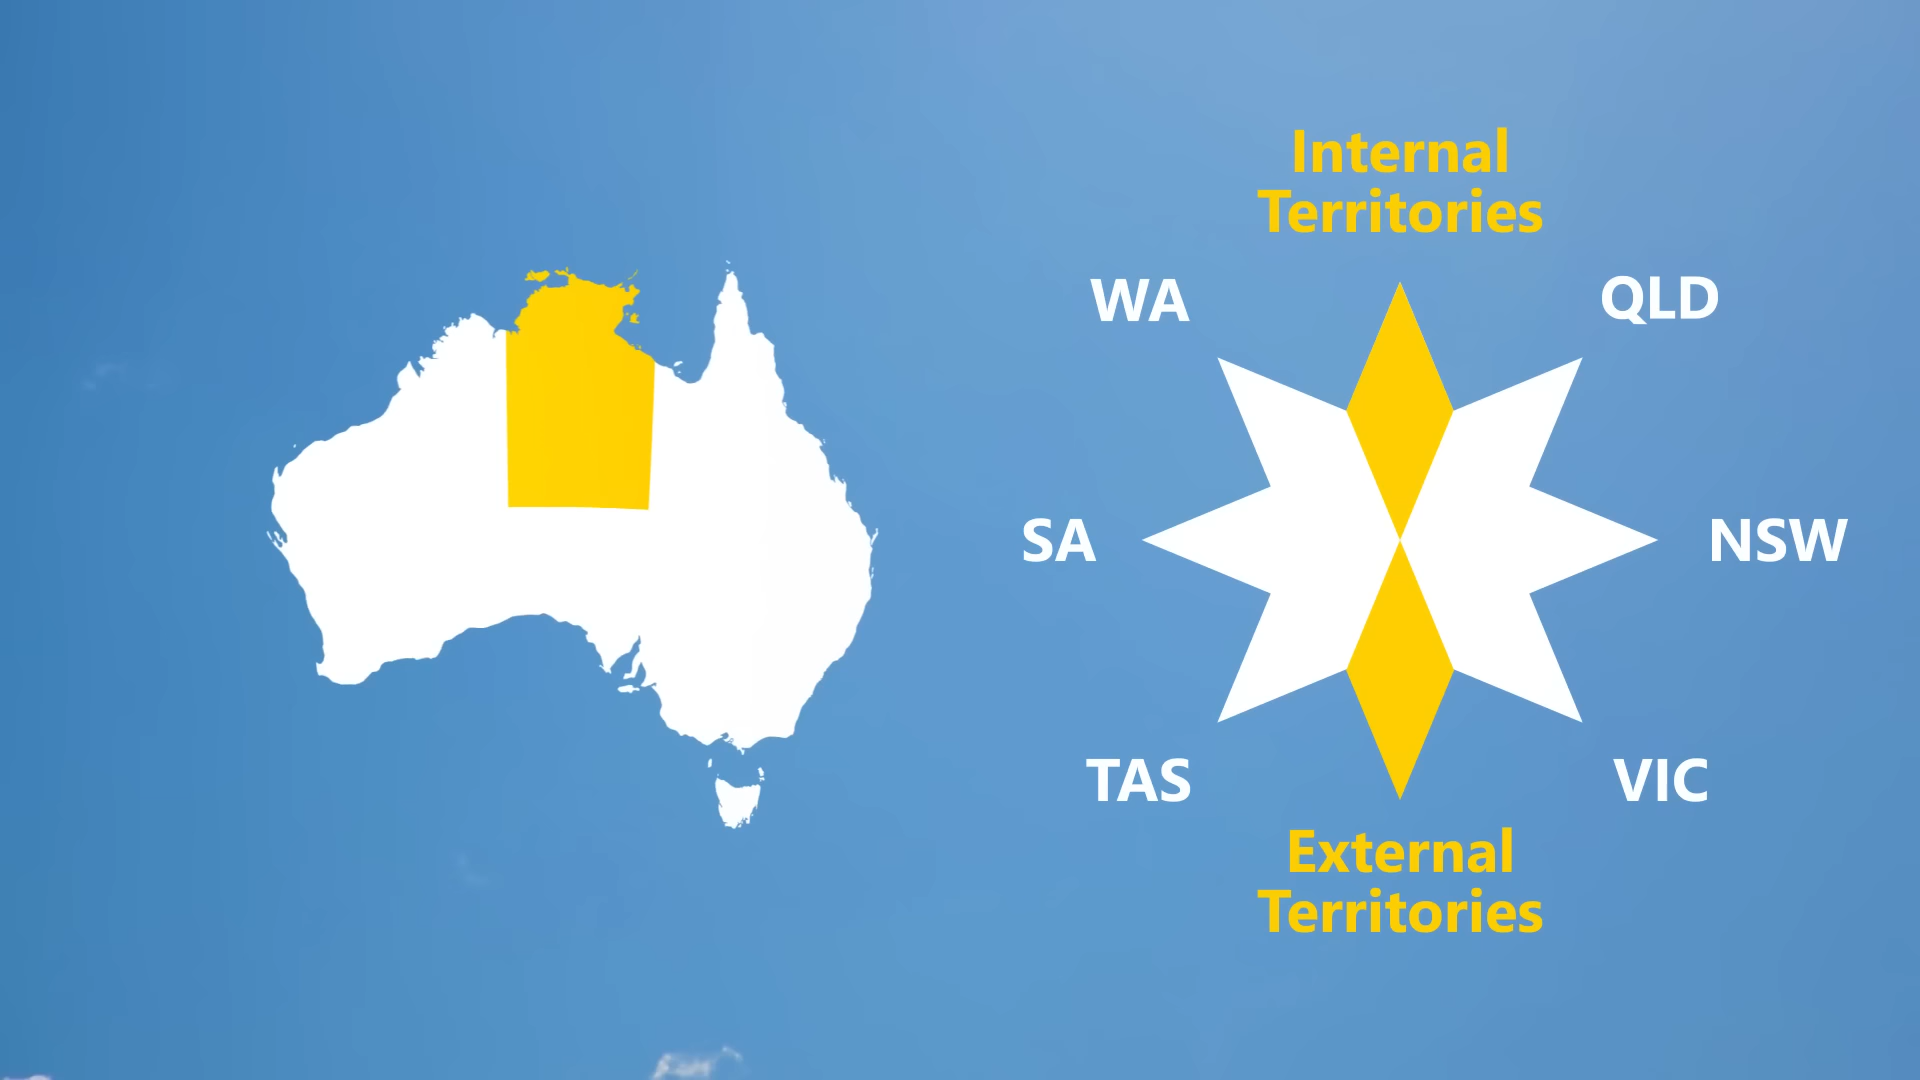 Internal
Territories
WA
QLD
SA
NSW
TAS
VIC
External
Territories